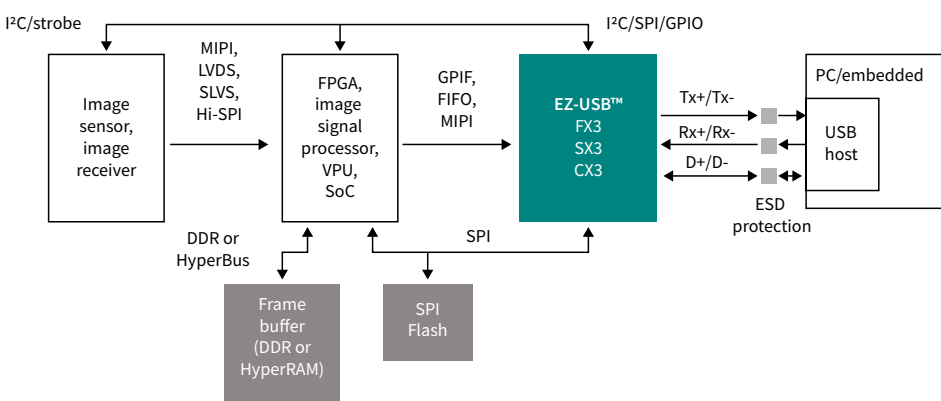 I²C/strobe
I²C/SPI/GPIO
Image
sensor,
image
receiver
MIPI,
LVDS,
SLVS,
Hi-SPI
FPGA,
image
signal
processor,
VPU,
SoC
GPIF,
FIFO,
MIPI
EZ-USB™
FX3
SX3
CX3
Tx+/Tx-
Rx+/Rx-
D+/D-
ESD
protection
PC/embedded
USB
host
DDR or
HyperBus
SPI
Frame
buffer
(DDR or
HyperRAM)
SPI
Flash